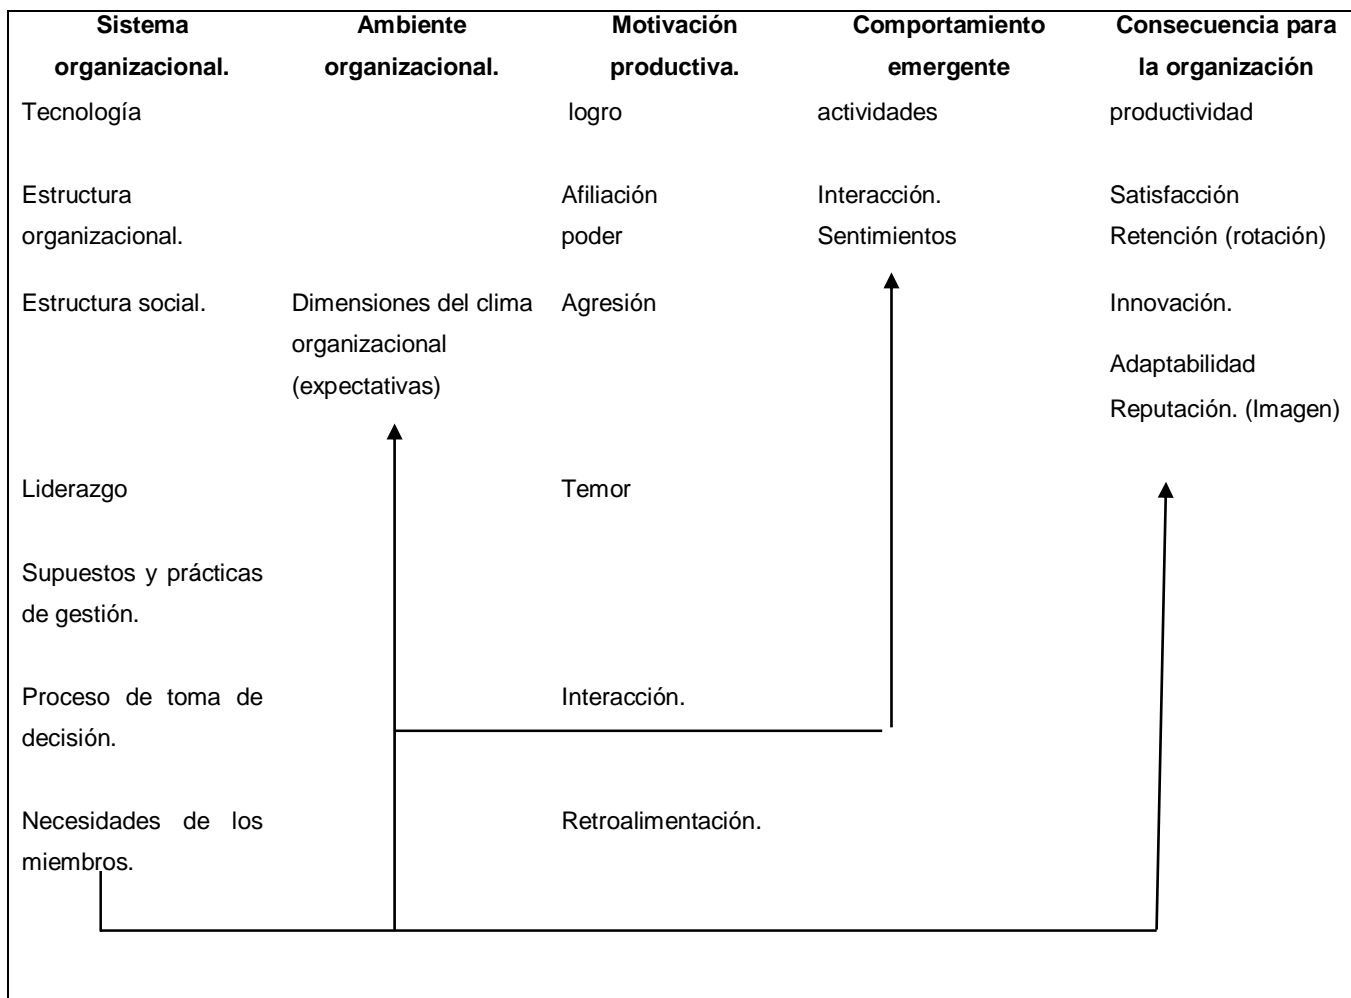 Sistema organizacional.
Ambiente organizacional.
Motivación productiva.
Comportamiento emergente
Consecuencia para la organización
Tecnología
logro
actividades
productividad
Estructura
organizacional.
Afiliación
poder
Interacción.
Sentimientos
Satisfacción
Retención (rotación)
Estructura social.
Dimensiones del clima
organizacional
(expectativas)
Agresión
Innovación.
Adaptabilidad
Reputación. (Imagen)
Liderazgo
Temor
Supuestos y prácticas
de gestión.
Proceso de toma de
decisión.
Interacción.
Necesidades de los
miembros.
Retroalimentación.